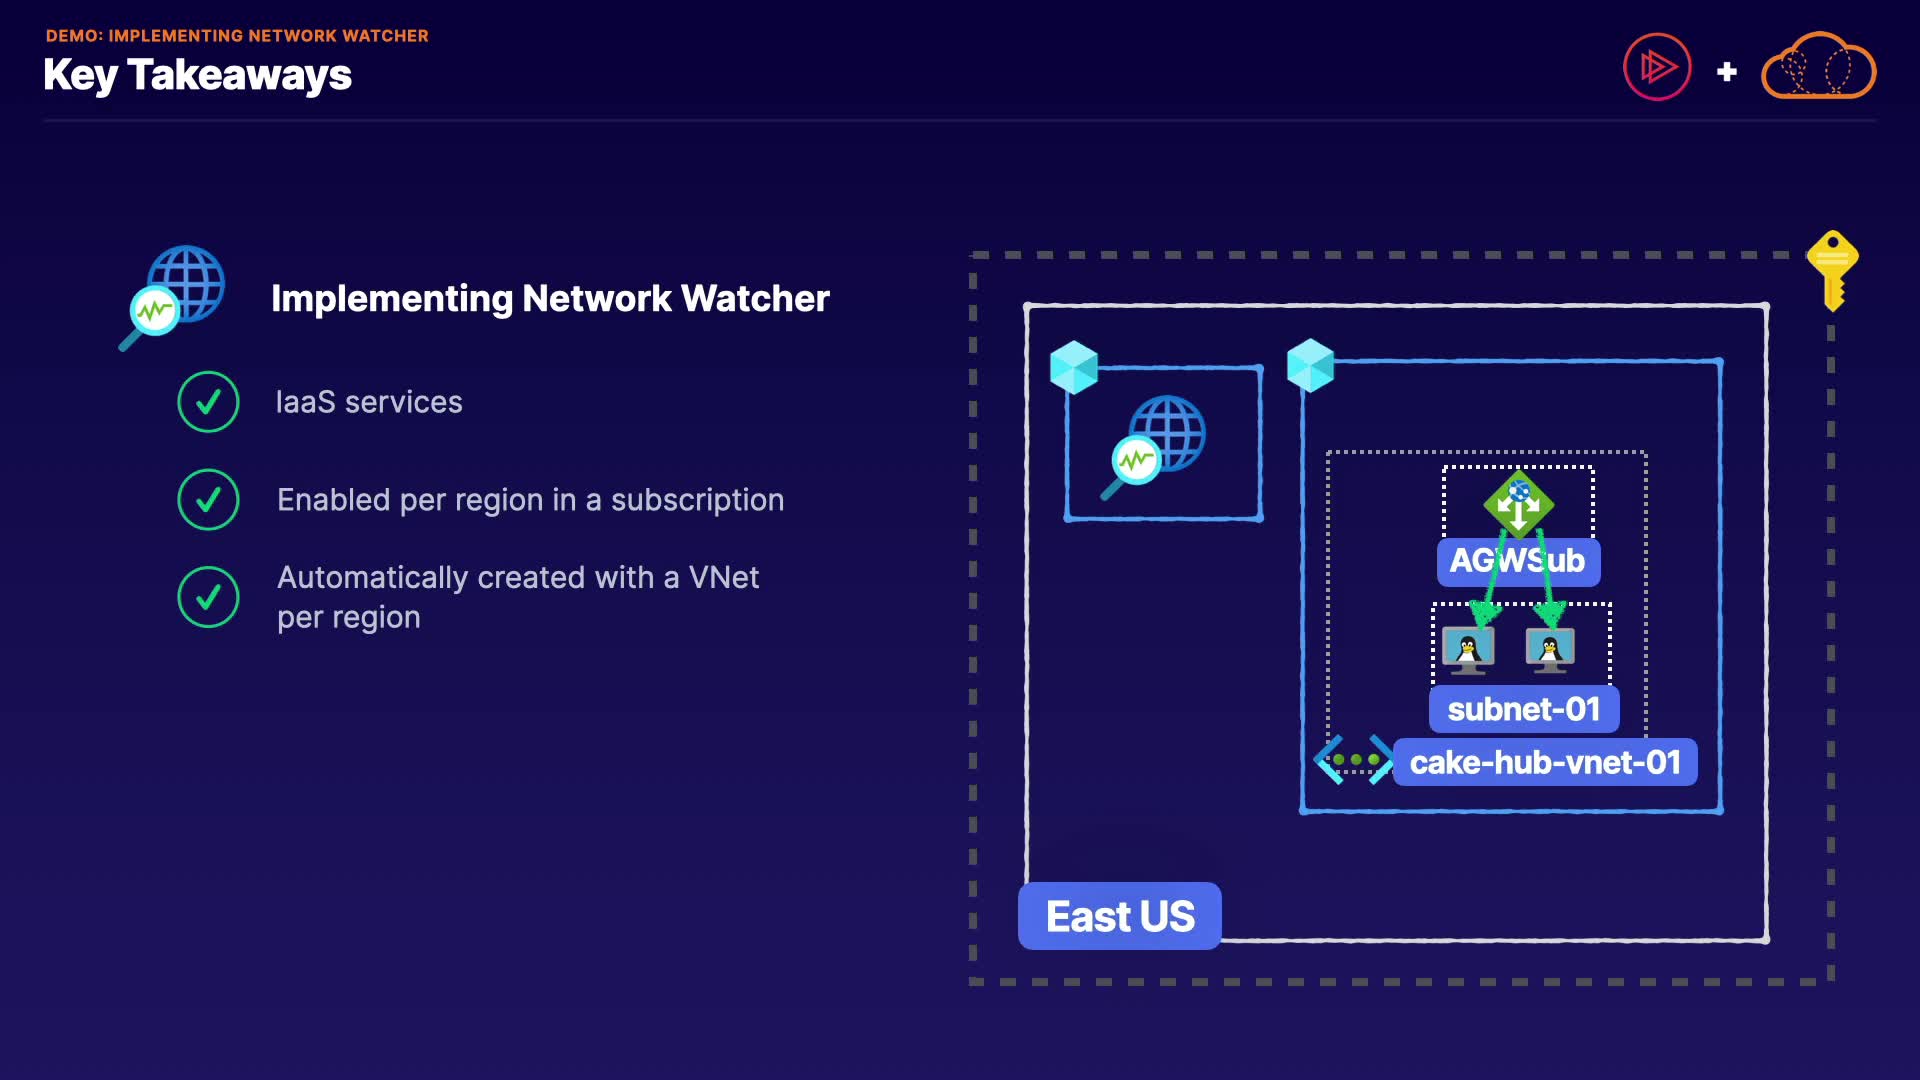 DEMO: IMPLEMENTING NETWORK WATCHER
Key Takeaways
Implementing Network Watcher
IaaS services
Enabled per region in a subscription
Automatically created with a VNet
per region
AGWSub
subnet-01
cake-hub-vnet-01
East US